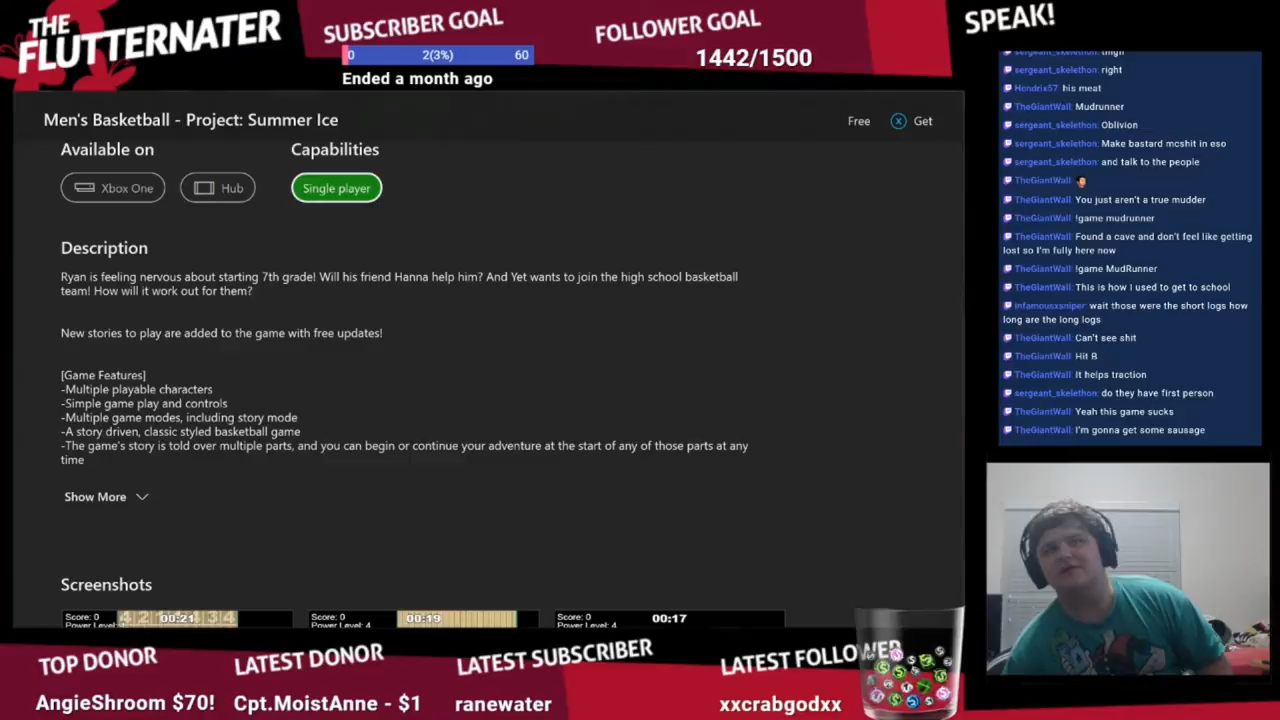 THE
FLUTTERNATER
SUBSCRIBER GOAL
0 2(3%) 60
Ended a month ago
FOLLOWER GOAL
1442/1500
SPEAK!
Men's Basketball - Project: Summer Ice
Free
X Get
Available on
Capabilities
Xbox One
Hub
Single player
Description
Ryan is feeling nervous about starting 7th grade! Will his friend Hanna help him? And Yet wants to join the high school basketball
team! How will it work out for them?
New stories to play are added to the game with free updates!
[Game Features]
-Multiple playable characters
-Simple game play and controls
-Multiple game modes, including story mode
-A story driven, classic styled basketball game
-The game's story is told over multiple parts, and you can begin or continue your adventure at the start of any of those parts at any
time
Show More
Screenshots
Score: 0 00:21
Power Level:
Score: 0 00:19
Power Level: 4
Score: 0 00:17
Power Level: 4
sergeant_skelethon: thigh
sergeant_skelethon: right
Hendrix57: his meat
TheGiantWall: Mudrunner
sergeant_skelethon: Oblivion
sergeant_skelethon: Make bastard mcshit in eso
sergeant_skelethon: and talk to the people
TheGiantWall:
TheGiantWall: You just aren't a true mudder
TheGiantWall: !game mudrunner
TheGiantWall: Found a cave and don't feel like getting
lost so I'm fully here now
TheGiantWall: !game MudRunner
TheGiantWall: This is how I used to get to school
infamousxsniper: wait those were the short logs how
long are the long logs
TheGiantWall: Can't see shit
TheGiantWall: Hit B
TheGiantWall: It helps traction
sergeant_skelethon: do they have first person
TheGiantWall: Yeah this game sucks
TheGiantWall: I'm gonna get some sausage
TOP DONOR
AngieShroom $70!
LATEST DONOR
Cpt.MoistAnne - $1
LATEST SUBSCRIBER
ranewater
LATEST FOLLOWER
xxcrabgodxx